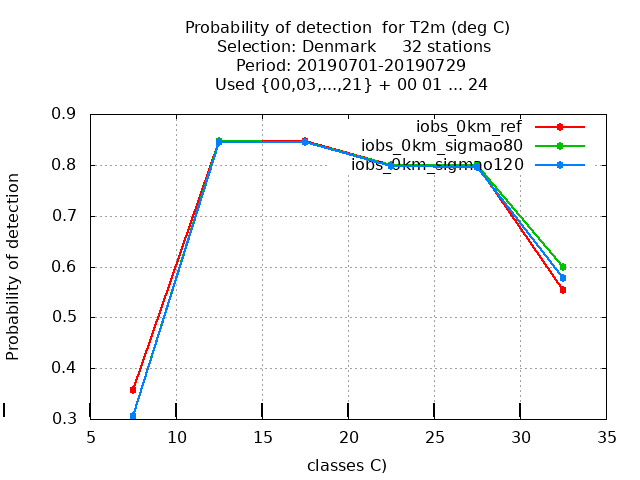 Probability of detection  for T2m (deg C)
Selection: Denmark     32 stations
Period: 20190701-20190729
Used {00,03,...,21} + 00 01 ... 24
iobs_0km_ref
iobs_0km_sigmao80
iobs_0km_sigmao120
Probability of detection
0.9
0.8
0.7
0.6
0.5
0.4
0.3
5 10 15 20 25 30 35
classes C)